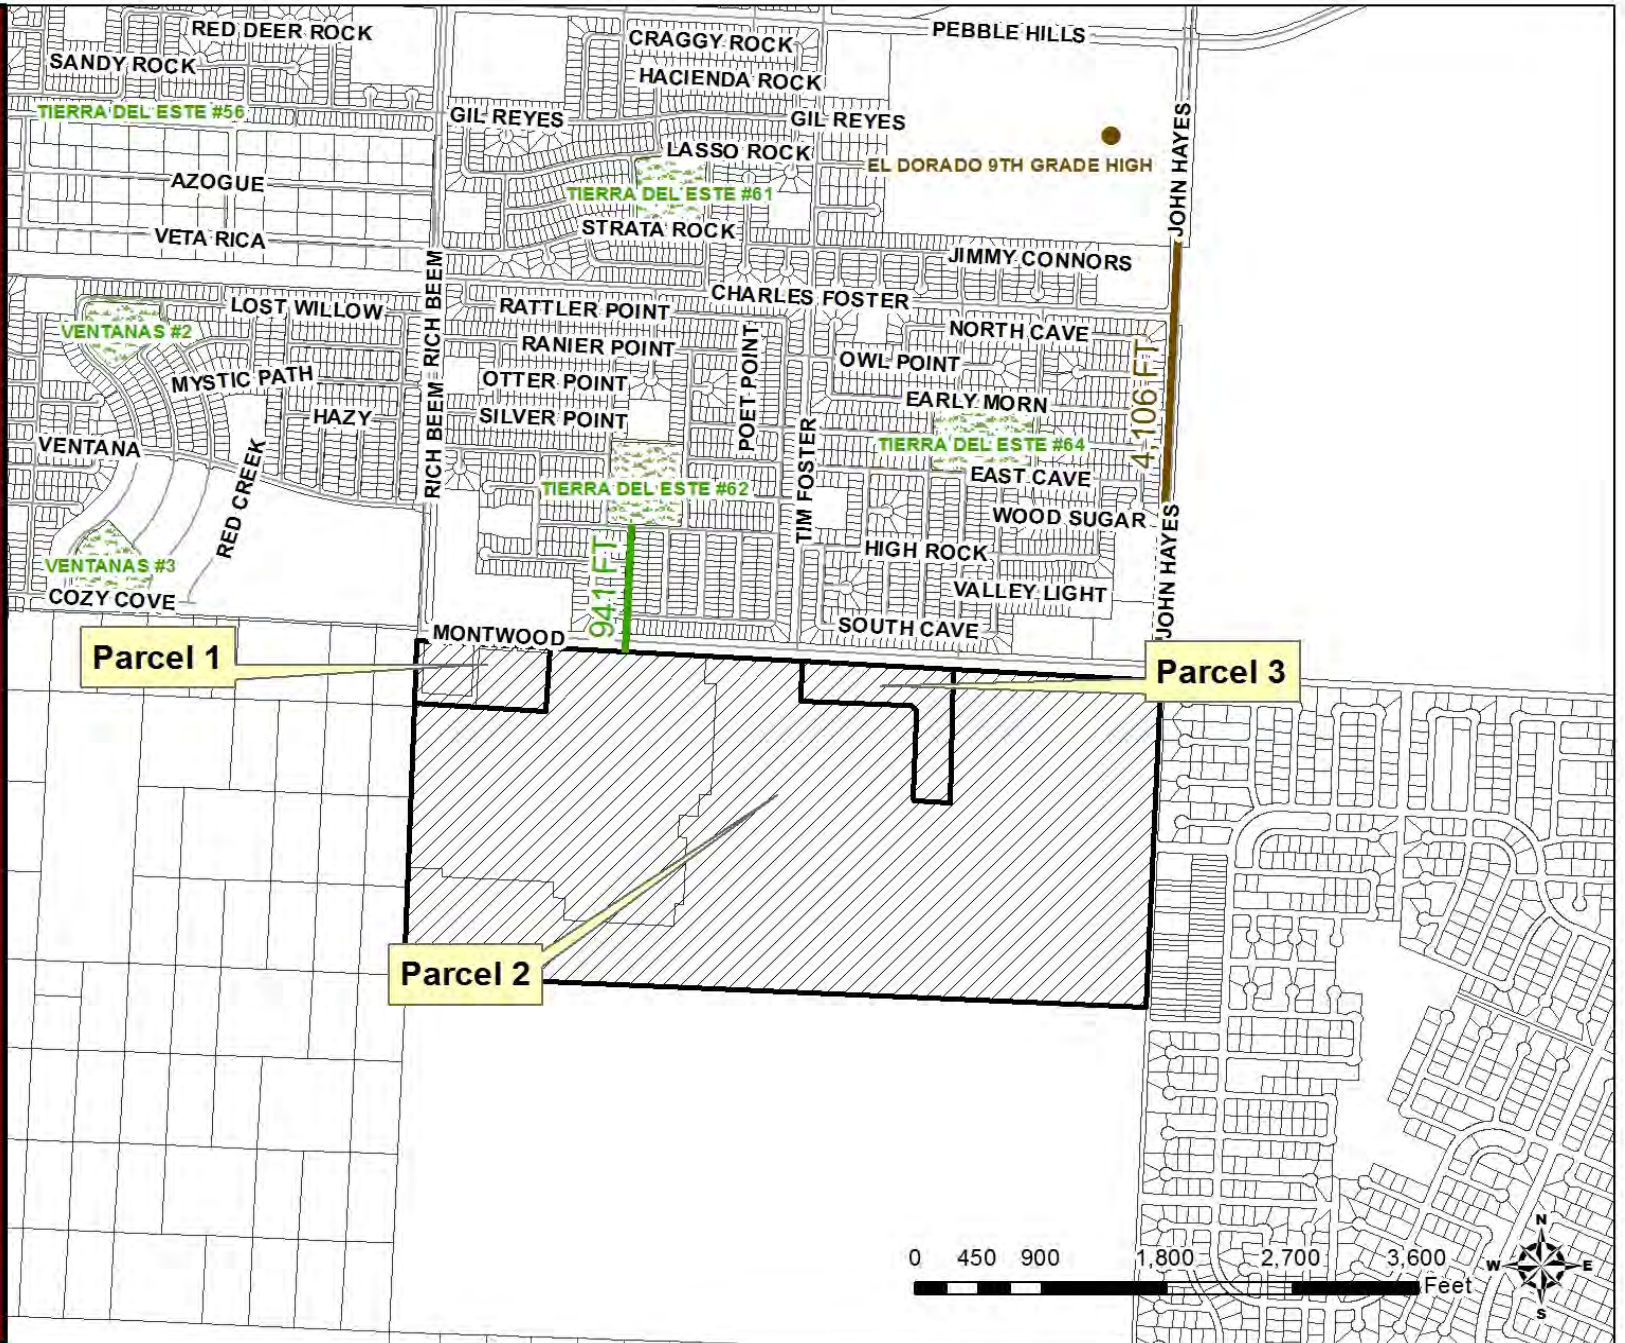 RED DEER ROCK
CRAGGY ROCK
PEBBLE HILLS
SANDY ROCK
HACIENDA ROCK
TIERRA DEL ESTE #56
GIL REYES
GIL REYES
JOHN HAYES
LASSO ROCK
EL DORADO 9TH GRADE HIGH
AZOGUE
TIERRA DEL ESTE #61
STRATA ROCK
VETA RICA
JIMMY CONNORS
RICH BEEM
CHARLES FOSTER
LOST WILLOW
RATTLER POINT
VENTANAS #2
NORTH CAVE
RANIER POINT
POET POINT
OWL POINT
4,106 FT
MYSTIC PATH
OTTER POINT
EARLY MORN
HAZY
SILVER POINT
RICH BEEM
VENTANA
TIERRA DEL ESTE #64
RED CREEK
TIM FOSTER
EAST CAVE
TIERRA DEL ESTE #62
WOOD SUGAR
HIGH ROCK
JOHN HAYES
VENTANAS #3
941 FT
VALLEY LIGHT
COZY COVE
SOUTH CAVE
MONTWOOD
Parcel 1
Parcel 3
Parcel 2
N
0 450 900 1,800 2,700 3,600
W E
Feet
S